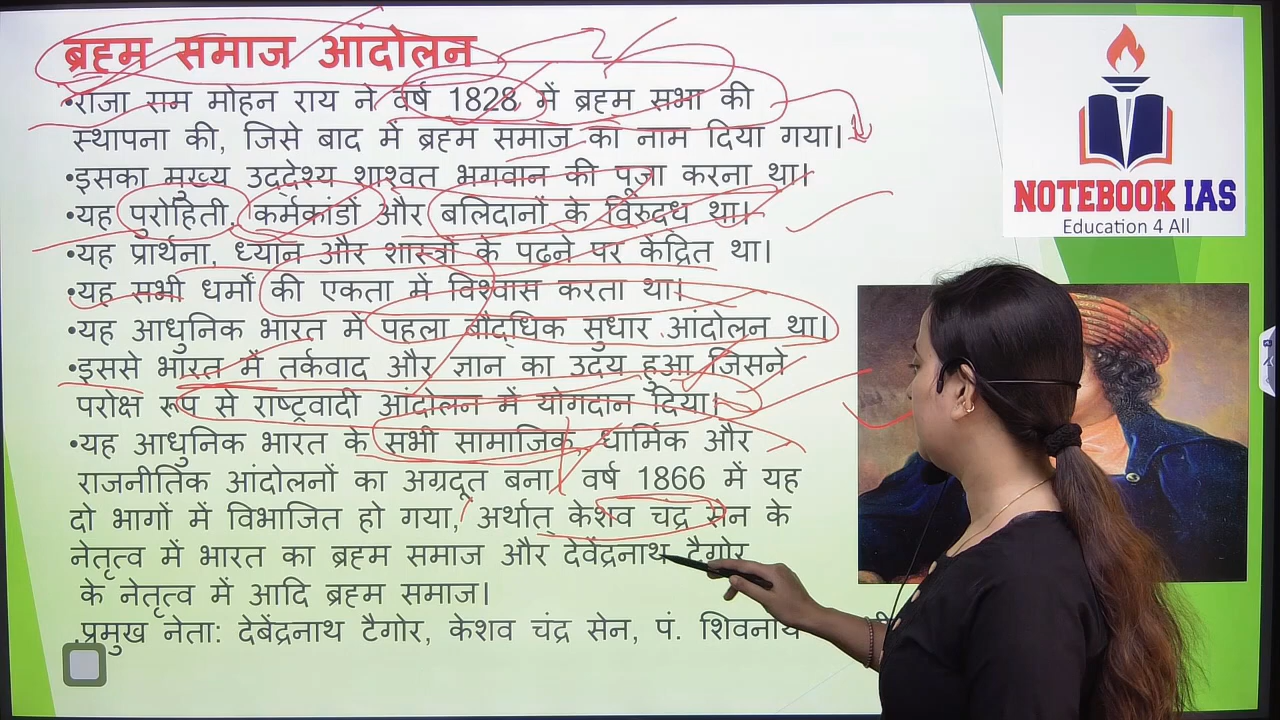 ब्रह्म समाज आंदोलन
•राजा राम मोहन राय ने वर्ष 1828 में ब्रह्म सभा की
स्थापना की, जिसे बाद में ब्रह्म समाज का नाम दिया गया।
•इसका मुख्य उद्देश्य शाश्वत भगवान की पूजा करना था।
•यह पुरोहिती, कर्मकांडों और बलिदानों के विरुद्ध था।
•यह प्रार्थना, ध्यान और शास्त्रों के पढने पर केंद्रित था।
•यह सभी धर्मों की एकता में विश्वास करता था।
•यह आधुनिक भारत में पहला बौद्धिक सुधार आंदोलन था।
•इससे भारत में तर्कवाद और ज्ञान का उदय हुआ जिसने
परोक्ष रूप से राष्ट्रवादी आंदोलन में योगदान दिया।
•यह आधुनिक भारत के सभी सामाजिक, धार्मिक और
राजनीतिक आंदोलनों का अग्रदूत बना। वर्ष 1866 में यह
दो भागों में विभाजित हो गया, अर्थात् केशव चंद्र सेन के
नेतृत्व में भारत का ब्रह्म समाज और देवेंद्रनाथ टैगोर
के नेतृत्व में आदि ब्रह्म समाज।
.प्रमुख नेता: देबेंद्रनाथ टैगोर, केशव चंद्र सेन, पं. शिवनाथ
NOTEBOOK IAS
Education 4 All